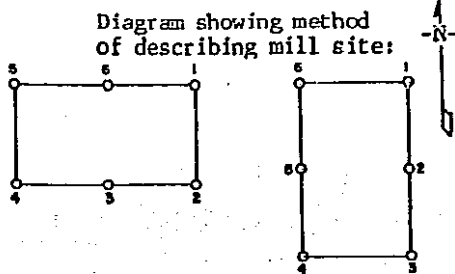 Diagram showing method
of describing mill site:
-N-
5 6 1
4 3 2
6 1
5 2
4 3